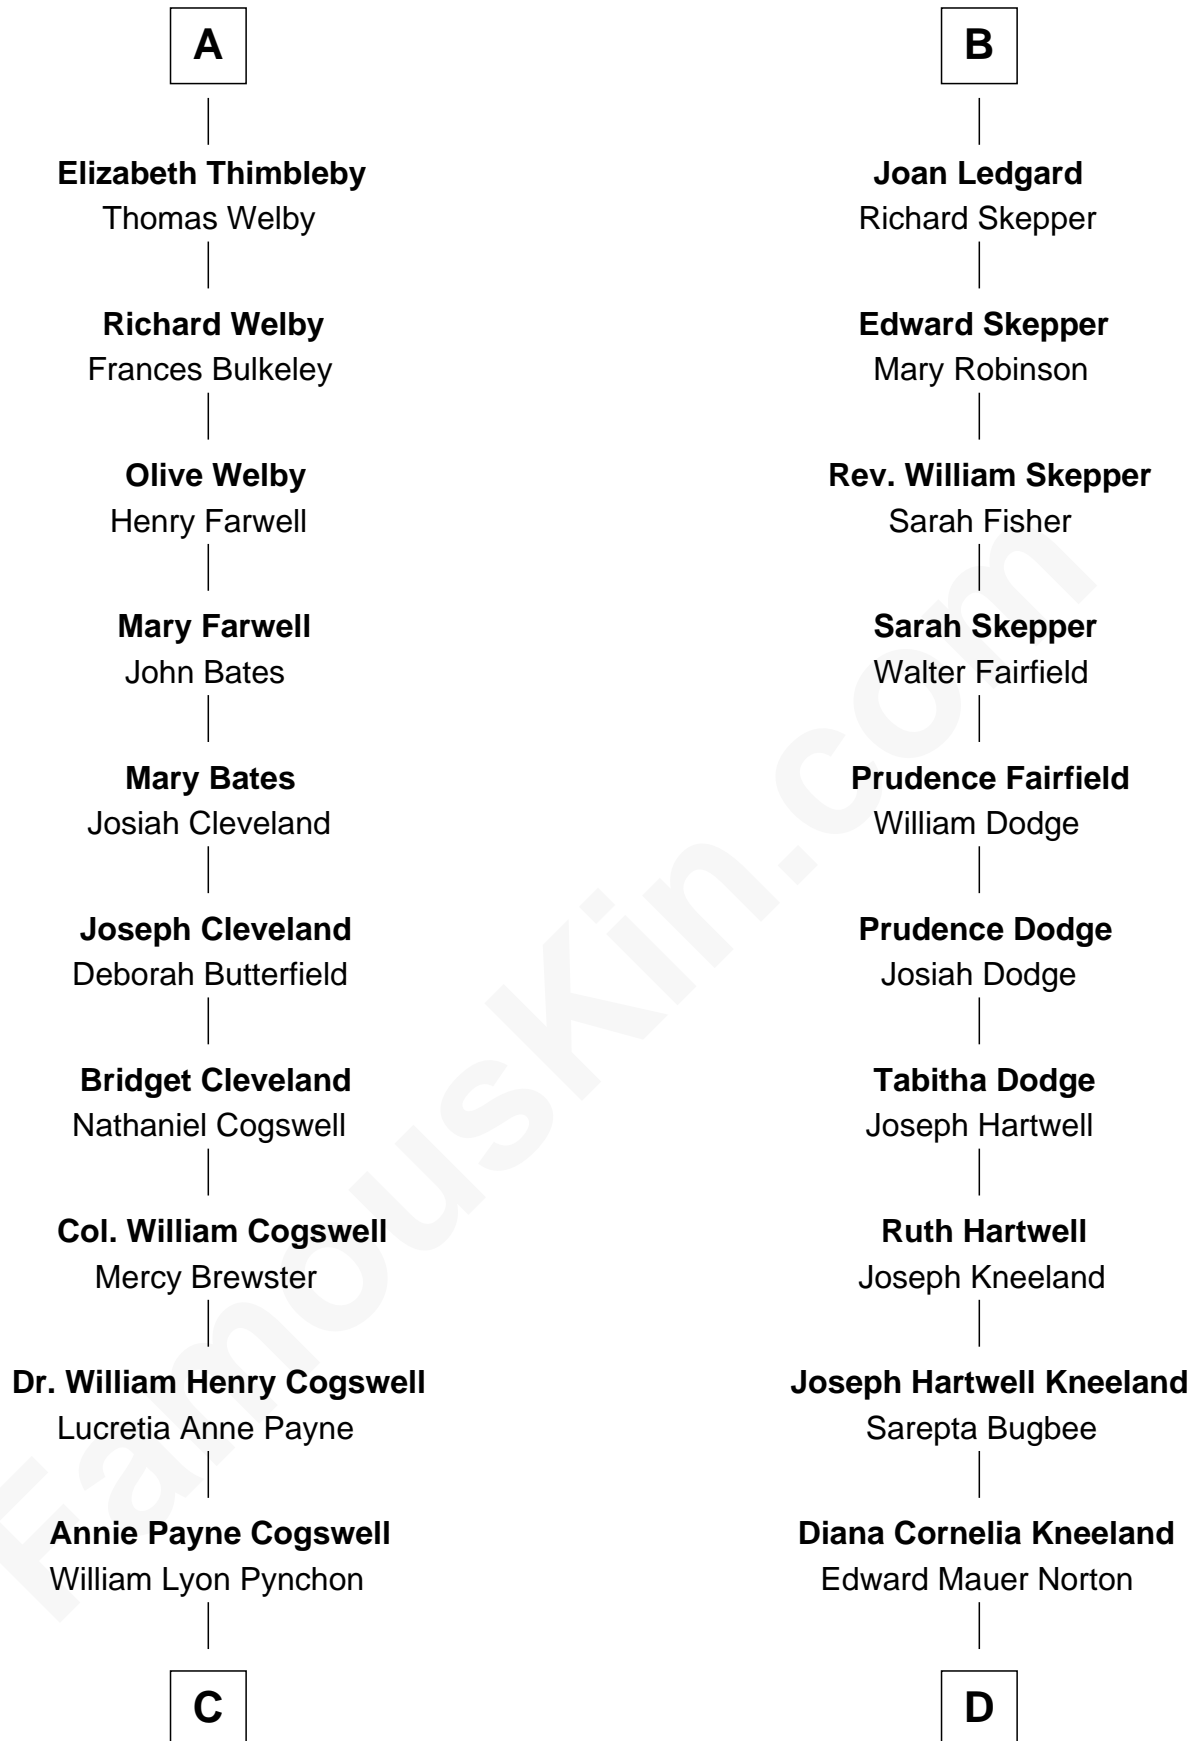 A
Elizabeth Thimbleby
Thomas Welby
Richard Welby
Frances Bulkeley
Olive Welby
Henry Farwell
Mary Farwell
John Bates
Mary Bates
Josiah Cleveland
Joseph Cleveland
Deborah Butterfield
Bridget Cleveland
Nathaniel Cogswell
Col. William Cogswell
Mercy Brewster
Dr. William Henry Cogswell
Lucretia Anne Payne
Annie Payne Cogswell
William Lyon Pynchon
C
B
Joan Ledgard
Richard Skepper
Edward Skepper
Mary Robinson
Rev. William Skepper
Sarah Fisher
Sarah Skepper
Walter Fairfield
Prudence Fairfield
William Dodge
Prudence Dodge
Josiah Dodge
Tabitha Dodge
Joseph Hartwell
Ruth Hartwell
Joseph Kneeland
Joseph Hartwell Kneeland
Sarepta Bugbee
Diana Cornelia Kneeland
Edward Mauer Norton
D
FamousKin.com